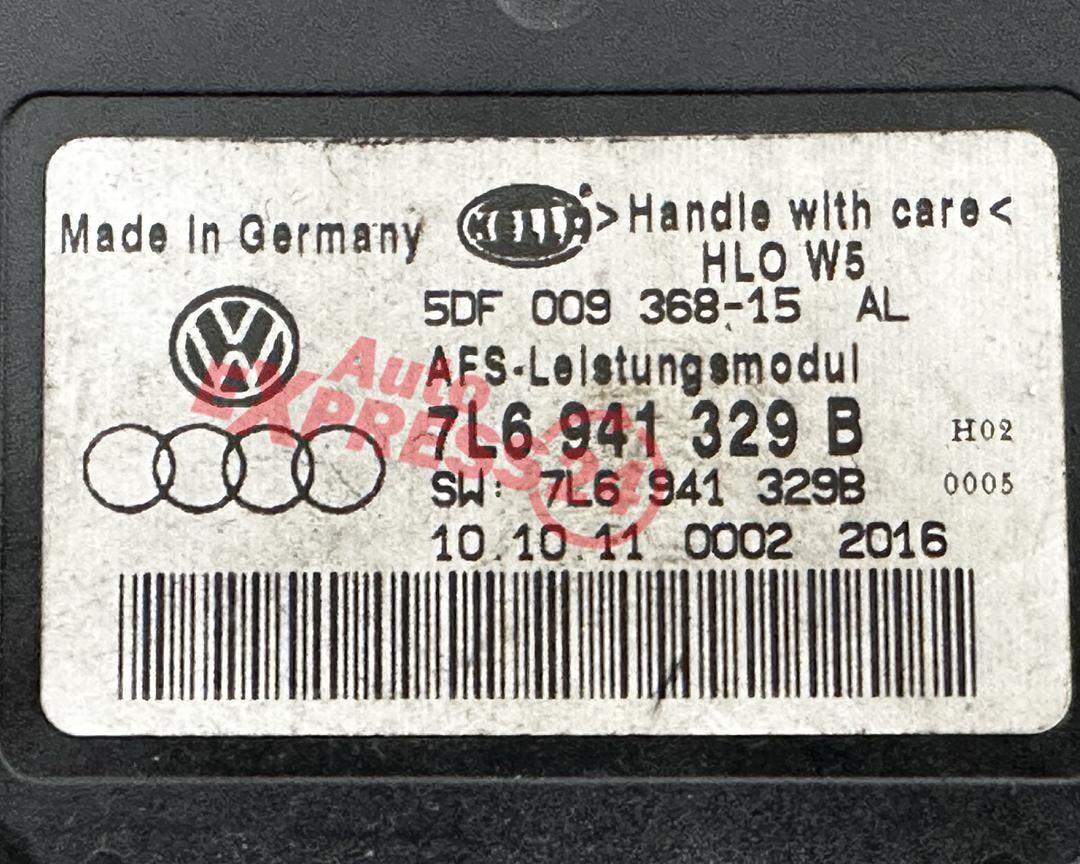 Made in Germany HELLA >Handle with care<
HLO W5
5DF 009 368-15 AL
AFS-Leistungsmodul
7L6 941 329 B H02
SW: 7L6 941 329B 0005
10.10.11 0002 2016
Auto
EXPRESS24